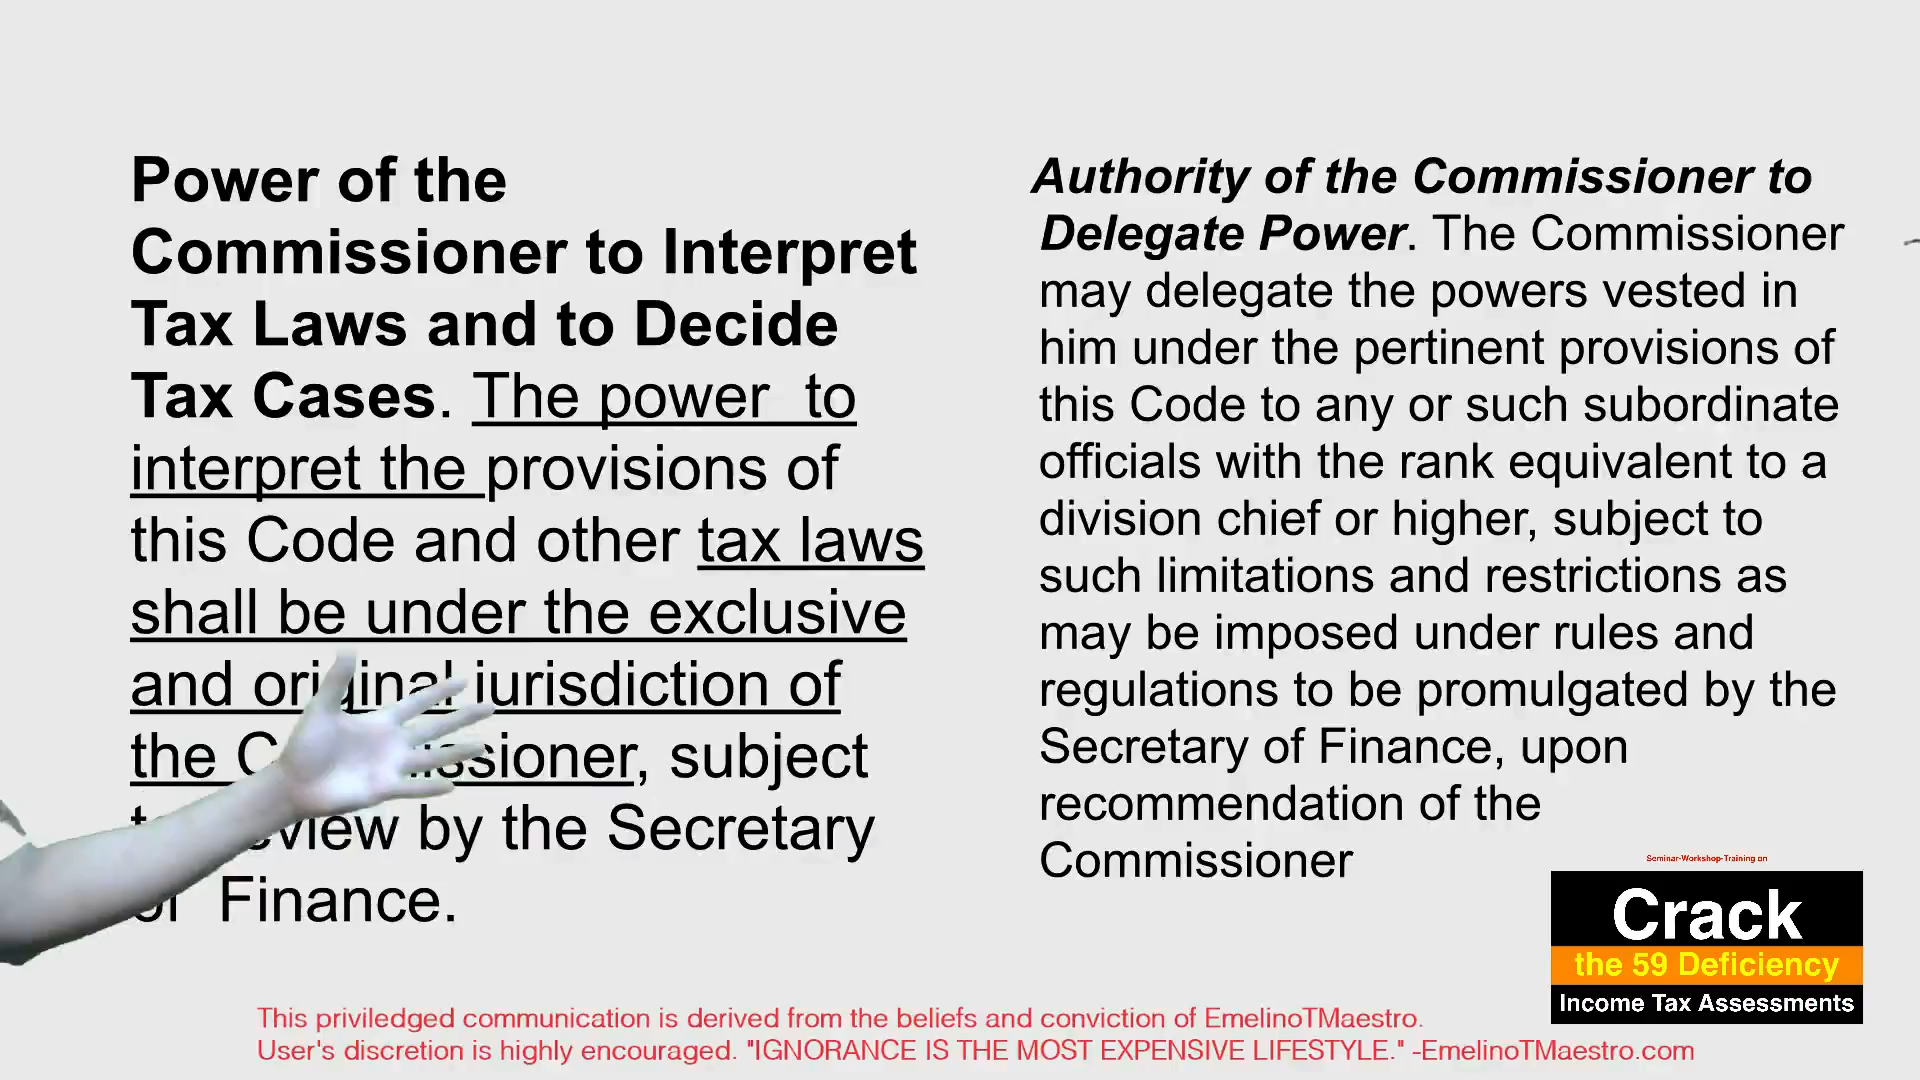 Power of the
Commissioner to Interpret
Tax Laws and to Decide
Tax Cases. The power to
interpret the provisions of
this Code and other tax laws
shall be under the exclusive
and original jurisdiction of
the Commissioner, subject
view by the Secretary
of Finance.
Authority of the Commissioner to
Delegate Power. The Commissioner
may delegate the powers vested in
him under the pertinent provisions of
this Code to any or such subordinate
officials with the rank equivalent to a
division chief or higher, subject to
such limitations and restrictions as
may be imposed under rules and
regulations to be promulgated by the
Secretary of Finance, upon
recommendation of the
Commissioner
Seminar-Workshop-Training on
Crack
the 59 Deficiency
Income Tax Assessments
This priviledged communication is derived from the beliefs and conviction of EmelinoTMaestro.
User's discretion is highly encouraged. "IGNORANCE IS THE MOST EXPENSIVE LIFESTYLE." -EmelinoTMaestro.com